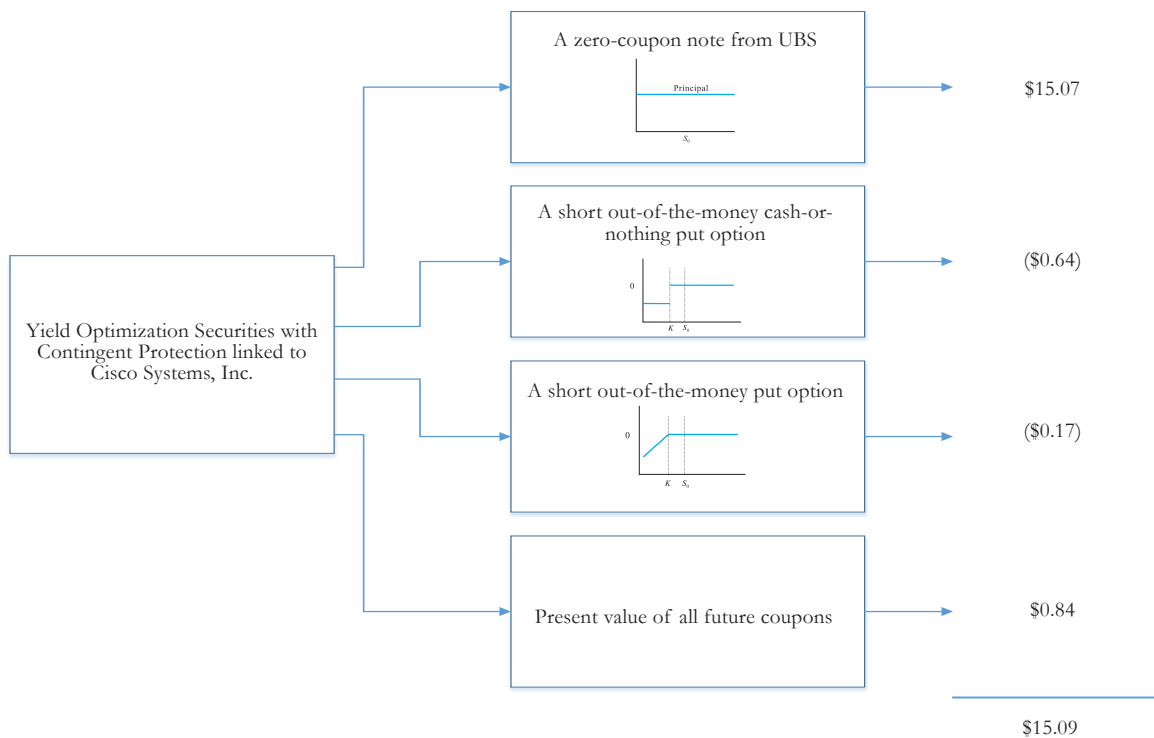 Yield Optimization Securities with
Contingent Protection linked to
Cisco Systems, Inc.
A zero-coupon note from UBS
Principal
S0
$15.07
A short out-of-the-money cash-or-
nothing put option
0
K S0
($0.64)
A short out-of-the-money put option
0
K S0
($0.17)
Present value of all future coupons
$0.84
$15.09